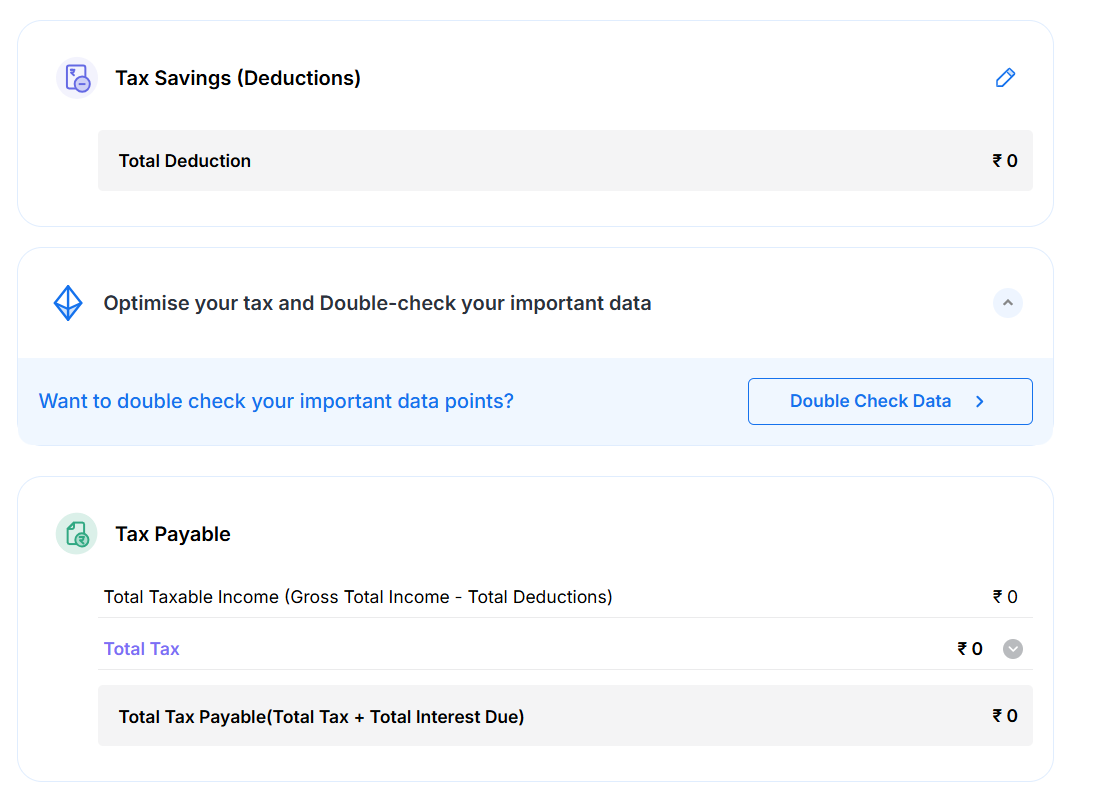 Tax Savings (Deductions)
Total Deduction ₹ 0
Optimise your tax and Double-check your important data
Want to double check your important data points? Double Check Data
Tax Payable
Total Taxable Income (Gross Total Income - Total Deductions) ₹ 0
Total Tax ₹ 0
Total Tax Payable(Total Tax + Total Interest Due) ₹ 0